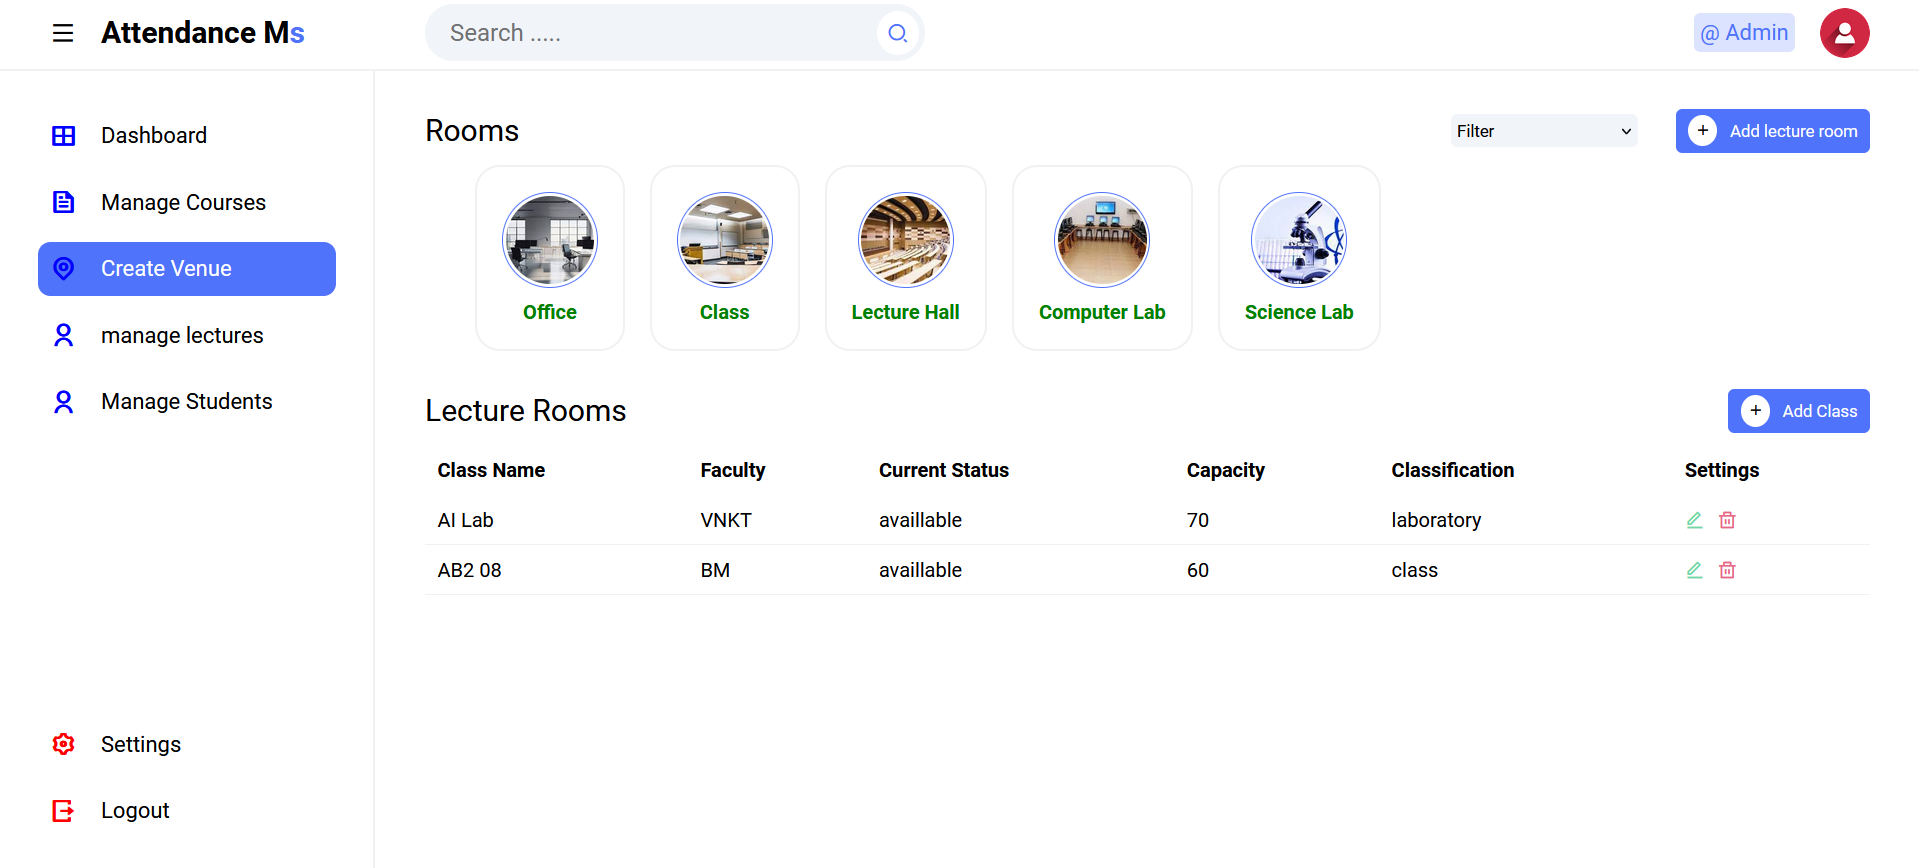 Attendance Ms
Search .....
@ Admin
Dashboard
Manage Courses
Create Venue
manage lectures
Manage Students
Settings
Logout
Rooms
Filter
+ Add lecture room
Office
Class
Lecture Hall
Computer Lab
Science Lab
Lecture Rooms
+ Add Class
Class Name Faculty Current Status Capacity Classification Settings
AI Lab VNKT availlable 70 laboratory
AB2 08 BM availlable 60 class